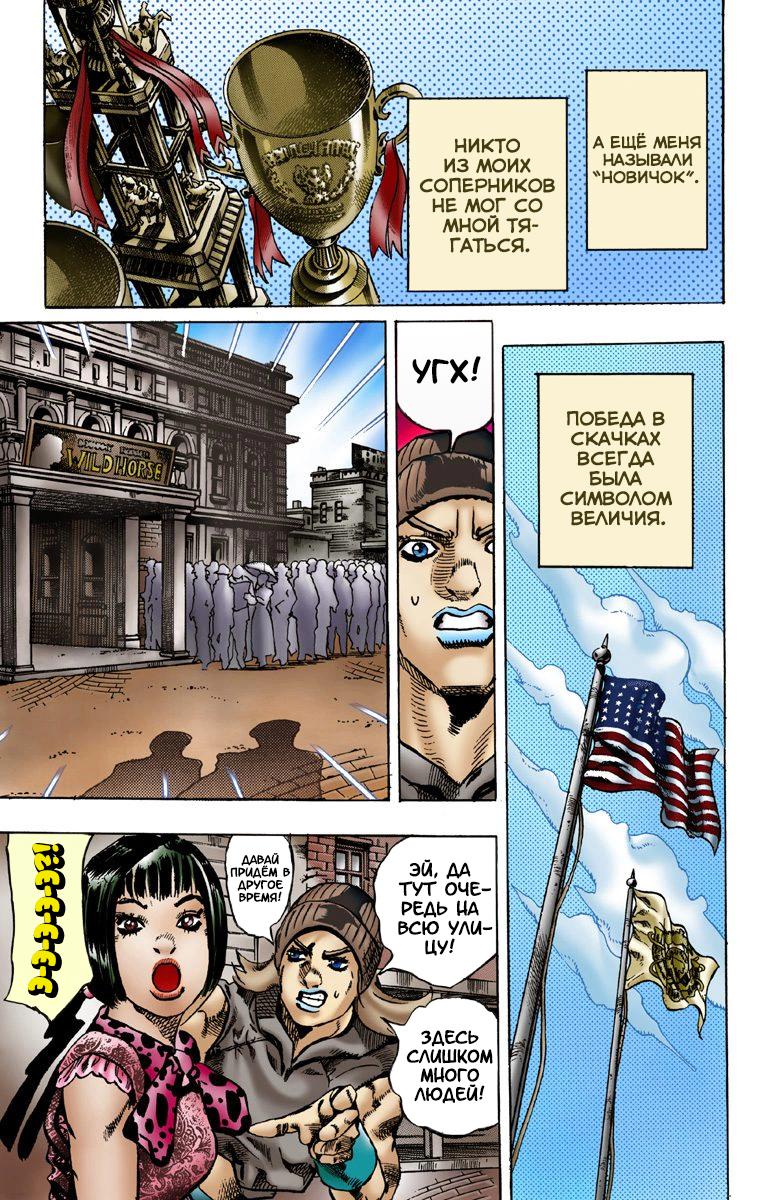 А ЕЩЁ МЕНЯ
НАЗЫВАЛИ
“НОВИЧОК”.
НИКТО
ИЗ МОИХ
СОПЕРНИКОВ
НЕ МОГ СО
МНОЙ ТЯ-
ГАТЬСЯ.
ПОБЕДА В
СКАЧКАХ
ВСЕГДА
БЫЛА
СИМВОЛОМ
ВЕЛИЧИЯ.
УГХ!
WILD HORSE
ЭЙ, ДА
ТУТ ОЧЕ-
РЕДЬ НА
ВСЮ УЛИ-
ЦУ!
ДАВАЙ
ПРИДЁМ В
ДРУГОЕ
ВРЕМЯ!
ЗДЕСЬ
СЛИШКОМ
МНОГО
ЛЮДЕЙ!
Э-Э-Э-Э-Э-Э?!